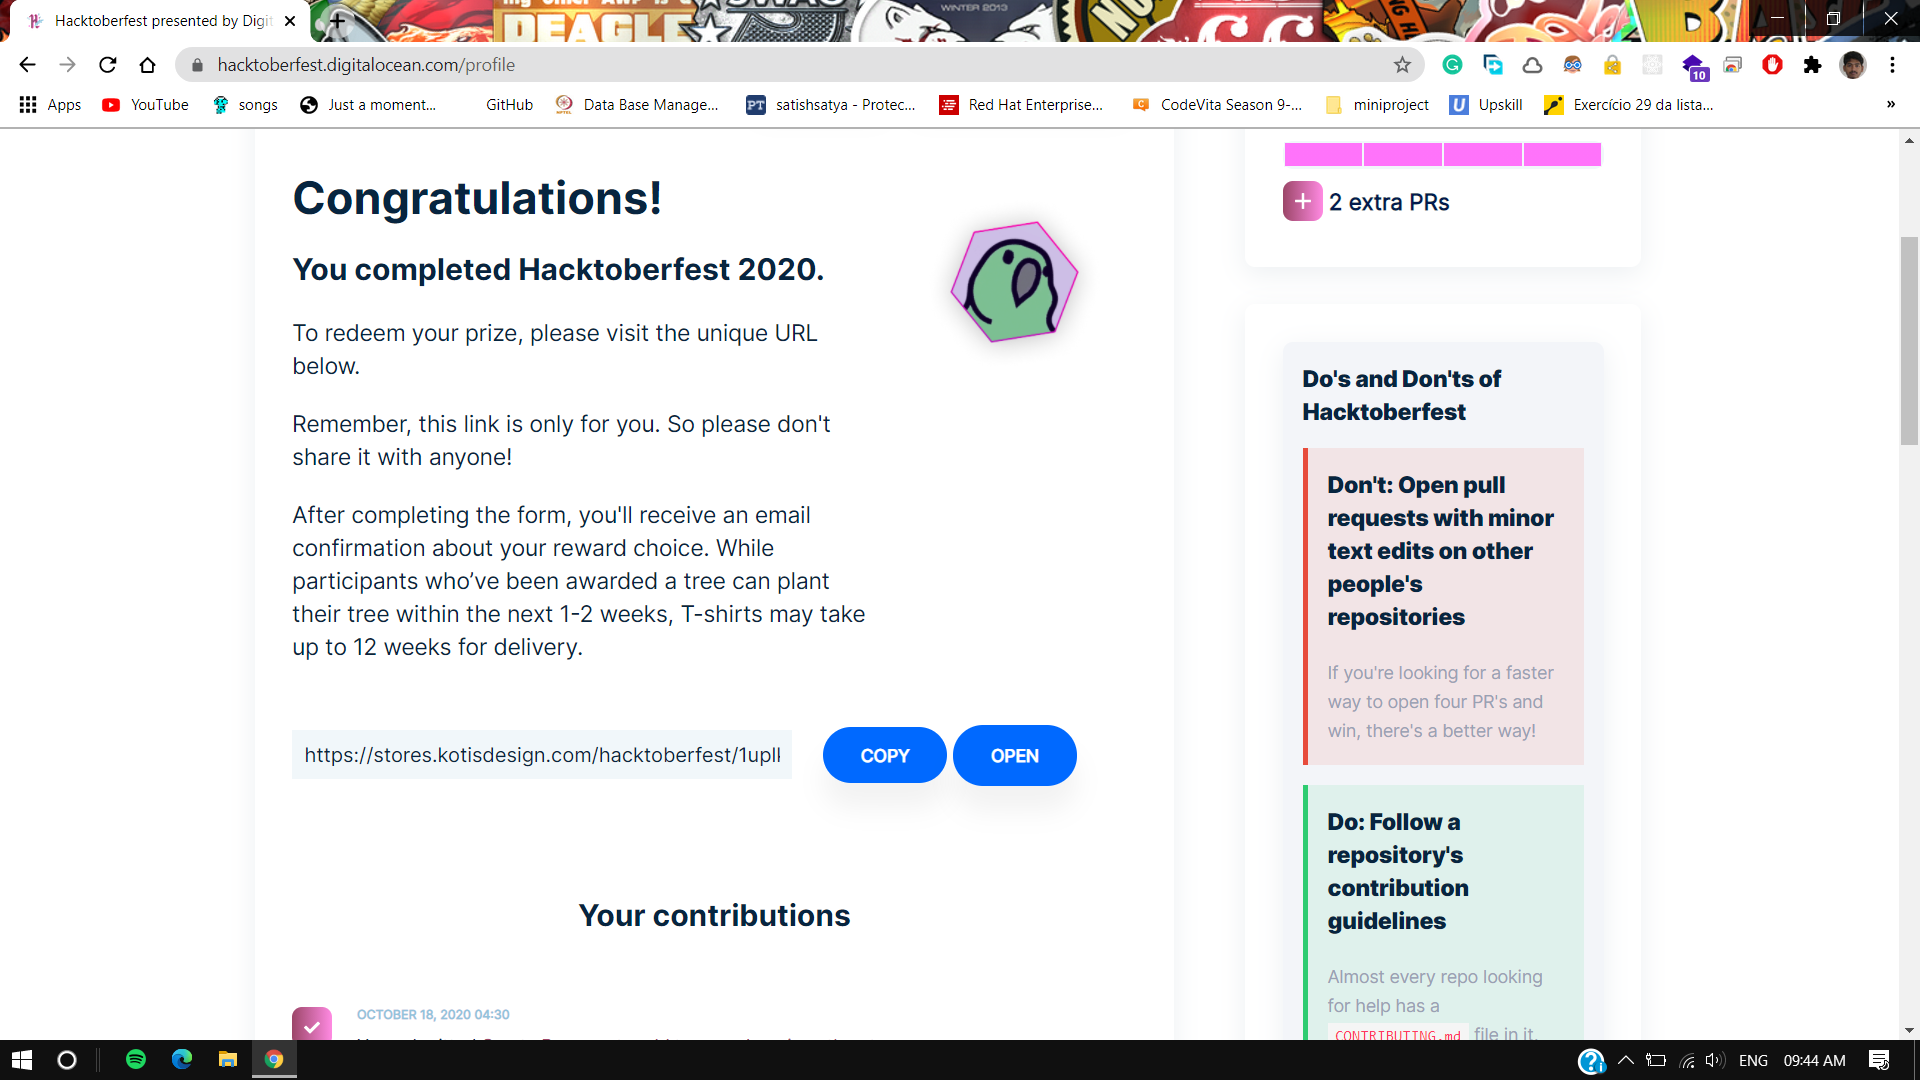 Hacktoberfest presented by Digit
hacktoberfest.digitalocean.com/profile
10
Apps
YouTube
songs
Just a moment...
GitHub
Data Base Manage...
PT
satishsatya - Protec...
Red Hat Enterprise...
CodeVita Season 9-...
miniproject
U
Upskill
Exercício 29 da lista...
»
Congratulations!
You completed Hacktoberfest 2020.
To redeem your prize, please visit the unique URL
below.
Remember, this link is only for you. So please don't
share it with anyone!
After completing the form, you'll receive an email
confirmation about your reward choice. While
participants who’ve been awarded a tree can plant
their tree within the next 1-2 weeks, T-shirts may take
up to 12 weeks for delivery.
https://stores.kotisdesign.com/hacktoberfest/1upl
COPY
OPEN
Your contributions
OCTOBER 18, 2020 04:30
2 extra PRs
Do's and Don'ts of
Hacktoberfest
Don't: Open pull
requests with minor
text edits on other
people's
repositories
If you're looking for a faster
way to open four PR's and
win, there's a better way!
Do: Follow a
repository's
contribution
guidelines
Almost every repo looking
for help has a
CONTRIBUTING.md file in it.
ENG
09:44 AM
DEAGLE
WINTER 2013